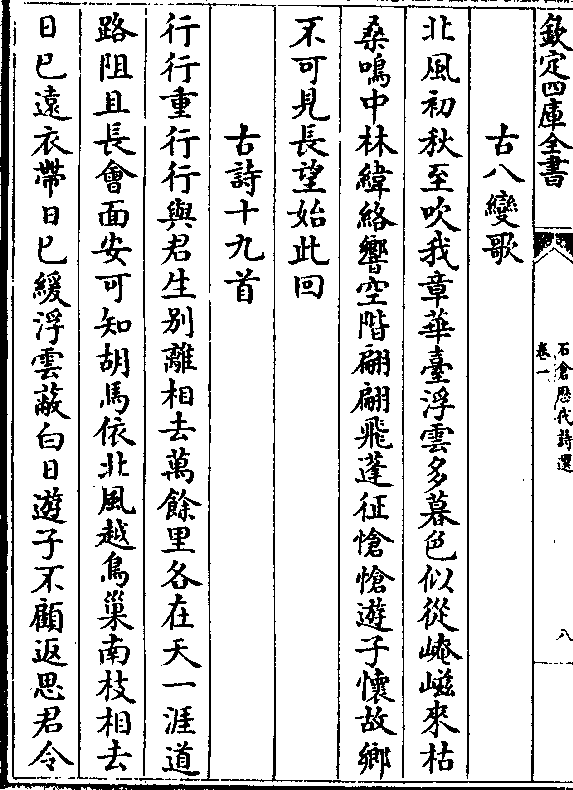 欽定四庫全書
石倉歷代詩選
卷一
八
古八變歌
北風初秋至吹我章華臺浮雲多暮色似從崦嵫來枯
桑鳴中林緯絡響空階翩翩飛蓬征愴愴遊子懷故鄉
不可見長望始此回
古詩十九首
行行重行行與君生別離相去萬餘里各在天一涯道
路阻且長會面安可知胡馬依北風越鳥巢南枝相去
日已遠衣帶日已緩浮雲蔽白日遊子不顧返思君令